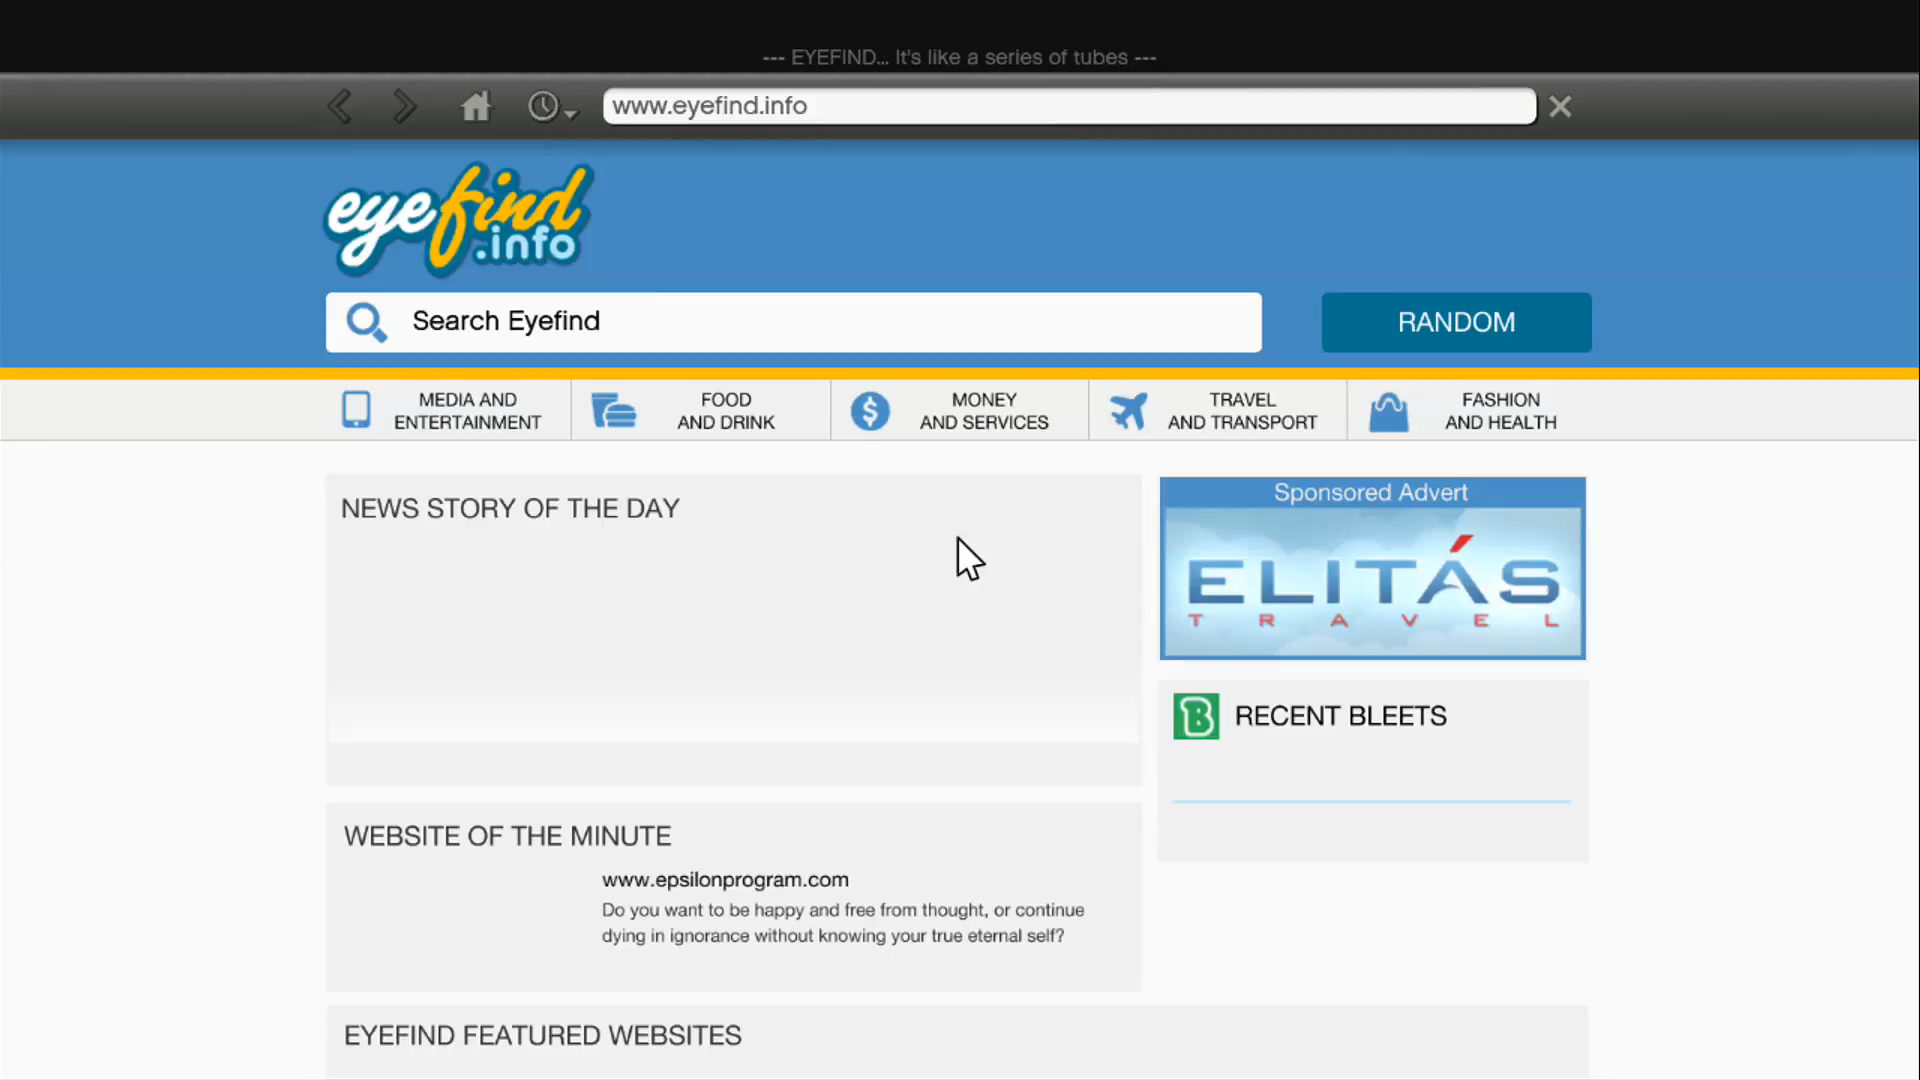 --- EYEFIND... It's like a series of tubes ---
www.eyefind.info
eyefind
.info
Search Eyefind
RANDOM
MEDIA AND
ENTERTAINMENT
FOOD
AND DRINK
MONEY
AND SERVICES
TRAVEL
AND TRANSPORT
FASHION
AND HEALTH
NEWS STORY OF THE DAY
Sponsored Advert
ELITÁS
TRAVEL
B
RECENT BLEETS
WEBSITE OF THE MINUTE
www.epsilonprogram.com
Do you want to be happy and free from thought, or continue
dying in ignorance without knowing your true eternal self?
EYEFIND FEATURED WEBSITES